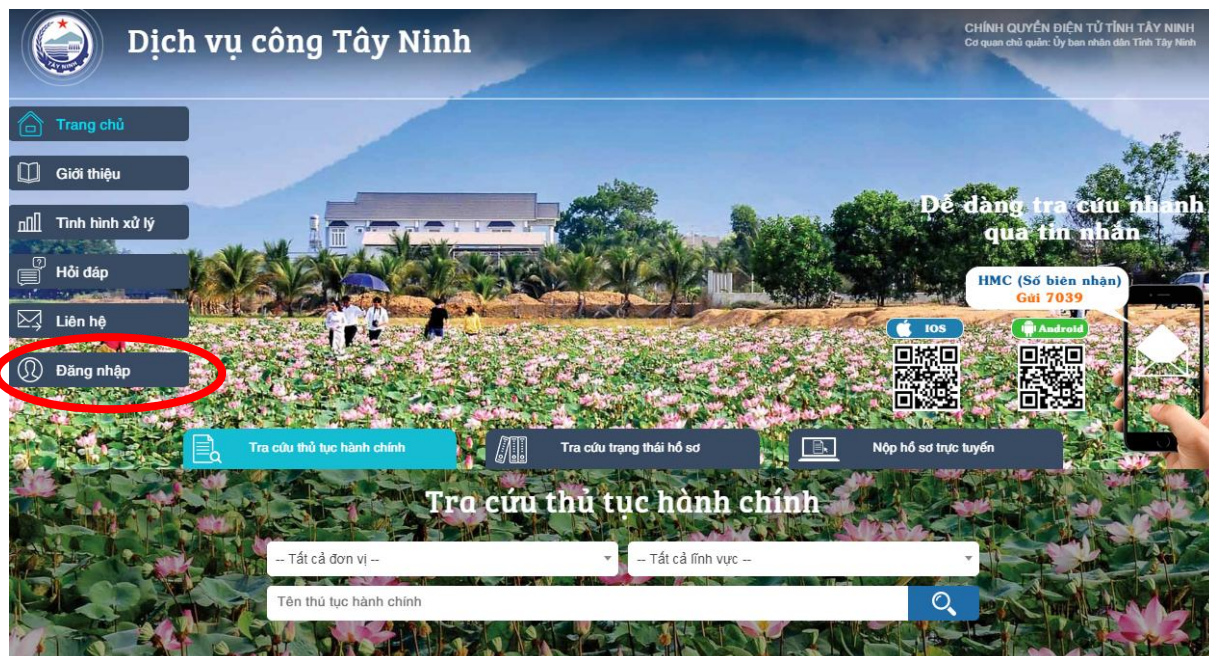 Dịch vụ công Tây Ninh
CHÍNH QUYỀN ĐIỆN TỬ TỈNH TÂY NINH
Cơ quan chủ quản: Ủy ban nhân dân Tỉnh Tây Ninh
TÂY NINH
Trang chủ
Giới thiệu
Tình hình xử lý
Hỏi đáp
Liên hệ
Đăng nhập
Dễ dàng tra cứu nhanh
qua tin nhắn
HMC (Số biên nhận)
Gửi 7039
IOS
Android
Tra cứu thủ tục hành chính
Tra cứu trạng thái hồ sơ
Nộp hồ sơ trực tuyến
Tra cứu thủ tục hành chính
-- Tất cả đơn vị --
-- Tất cả lĩnh vực --
Tên thủ tục hành chính